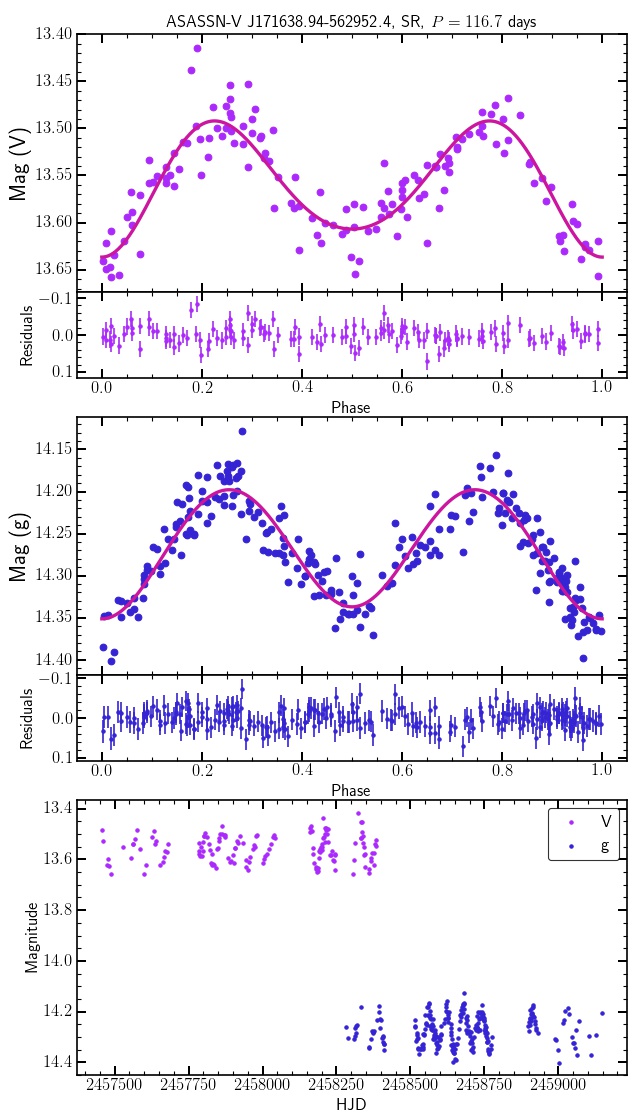 ASASSN-V J171638.94-562952.4, SR, P = 116.7 days
13.40
13.45
13.50
13.55
13.60
13.65
Mag (V)
−0.1
0.0
0.1
Residuals
0.0 0.2 0.4 0.6 0.8 1.0
Phase
14.15
14.20
14.25
14.30
14.35
14.40
Mag (g)
−0.1
0.0
0.1
Residuals
0.0 0.2 0.4 0.6 0.8 1.0
Phase
13.4
13.6
13.8
14.0
14.2
14.4
Magnitude
V
g
2457500 2457750 2458000 2458250 2458500 2458750 2459000
HJD